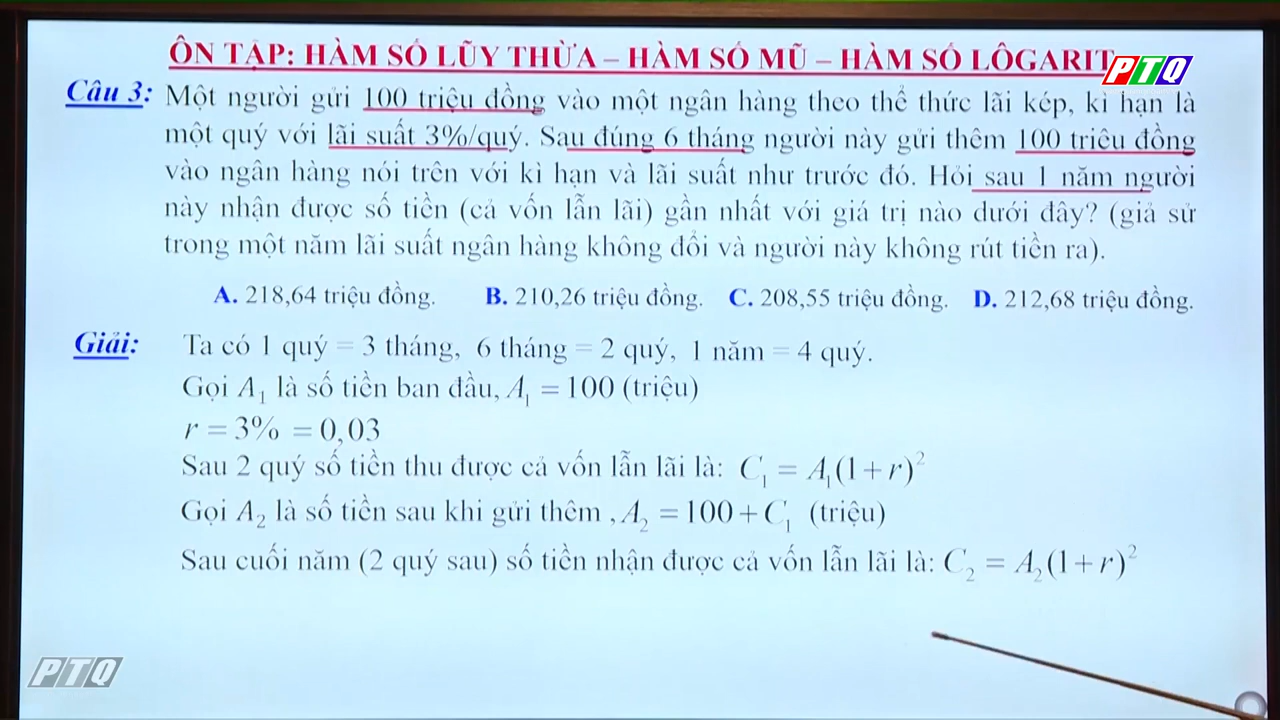 ÔN TẬP: HÀM SỐ LŨY THỪA – HÀM SỐ MŨ – HÀM SỐ LÔGARIT
PTQ
Câu 3: Một người gửi 100 triệu đồng vào một ngân hàng theo thể thức lãi kép, kì hạn là
một quý với lãi suất 3%/quý. Sau đúng 6 tháng người này gửi thêm 100 triệu đồng
vào ngân hàng nói trên với kì hạn và lãi suất như trước đó. Hỏi sau 1 năm người
này nhận được số tiền (cả vốn lẫn lãi) gần nhất với giá trị nào dưới đây? (giả sử
trong một năm lãi suất ngân hàng không đổi và người này không rút tiền ra).
A. 218,64 triệu đồng. B. 210,26 triệu đồng. C. 208,55 triệu đồng. D. 212,68 triệu đồng.
Giải: Ta có 1 quý = 3 tháng, 6 tháng = 2 quý, 1 năm = 4 quý.
Gọi A₁ là số tiền ban đầu, A₁ = 100 (triệu)
r = 3% = 0,03
Sau 2 quý số tiền thu được cả vốn lẫn lãi là: C₁ = A₁(1+r)²
Gọi A₂ là số tiền sau khi gửi thêm , A₂ = 100 + C₁ (triệu)
Sau cuối năm (2 quý sau) số tiền nhận được cả vốn lẫn lãi là: C₂ = A₂(1+r)²
PTQ